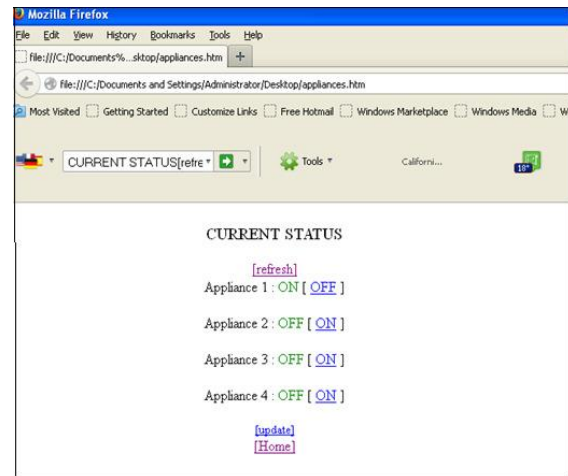 Mozilla Firefox
File Edit View History Bookmarks Tools Help
file:///C:/Documents%...sktop/appliances.htm +
file:///C:/Documents and Settings/Administrator/Desktop/appliances.htm
Most Visited Getting Started Customize Links Free Hotmail Windows Marketplace Windows Media W
CURRENT STATUS[refre Tools Californi... 18°
CURRENT STATUS
[refresh]
Appliance 1 : ON [ OFF ]
Appliance 2 : OFF [ ON ]
Appliance 3 : OFF [ ON ]
Appliance 4 : OFF [ ON ]
[update]
[Home]